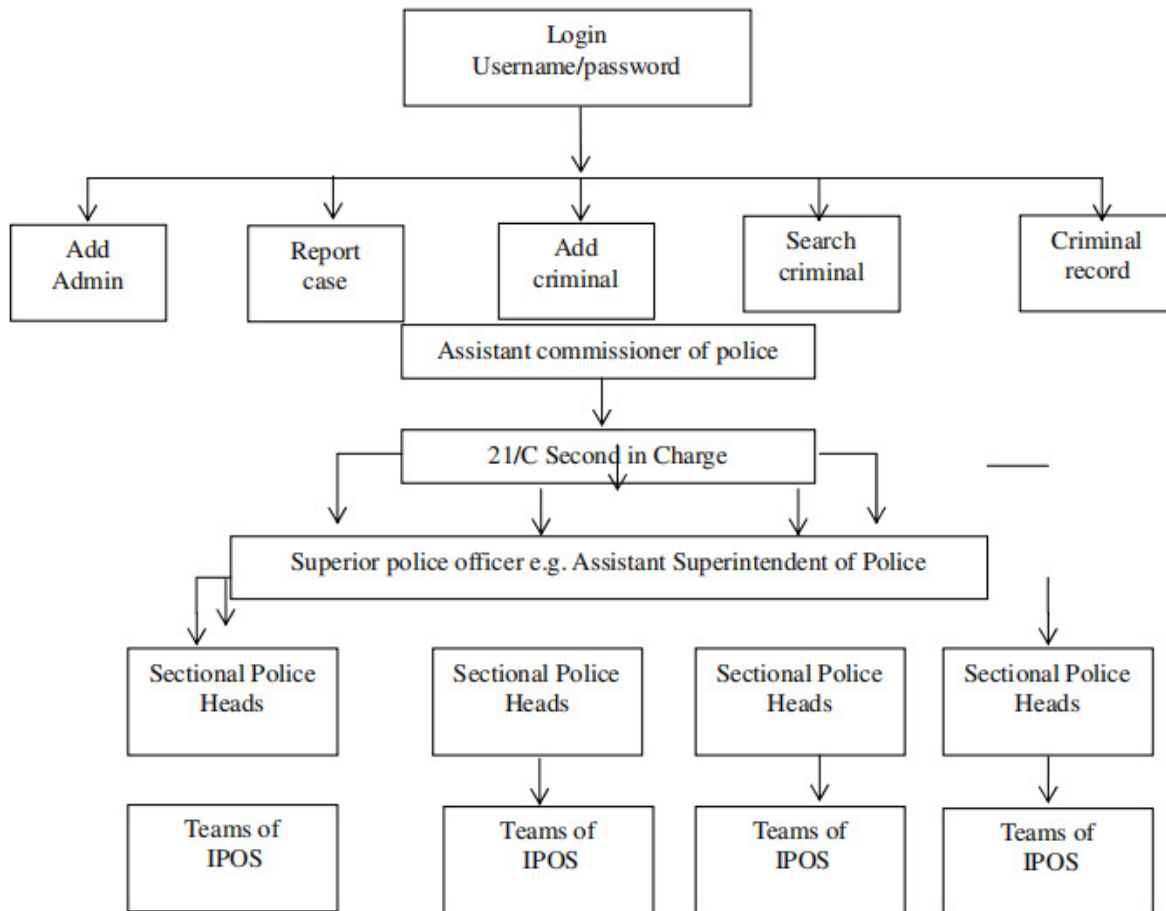 Login
Username/password
Add
Admin
Report
case
Add
criminal
Search
criminal
Criminal
record
Assistant commissioner of police
21/C Second in Charge
Superior police officer e.g. Assistant Superintendent of Police
Sectional Police
Heads
Sectional Police
Heads
Sectional Police
Heads
Sectional Police
Heads
Teams of
IPOS
Teams of
IPOS
Teams of
IPOS
Teams of
IPOS